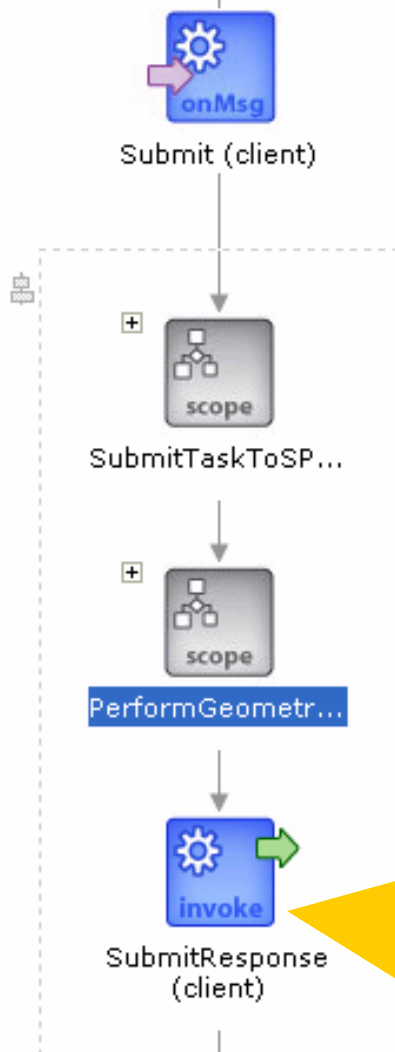 onMsg
Submit (client)
scope
SubmitTaskToSP...
scope
PerformGeometr...
invoke
SubmitResponse
(client)